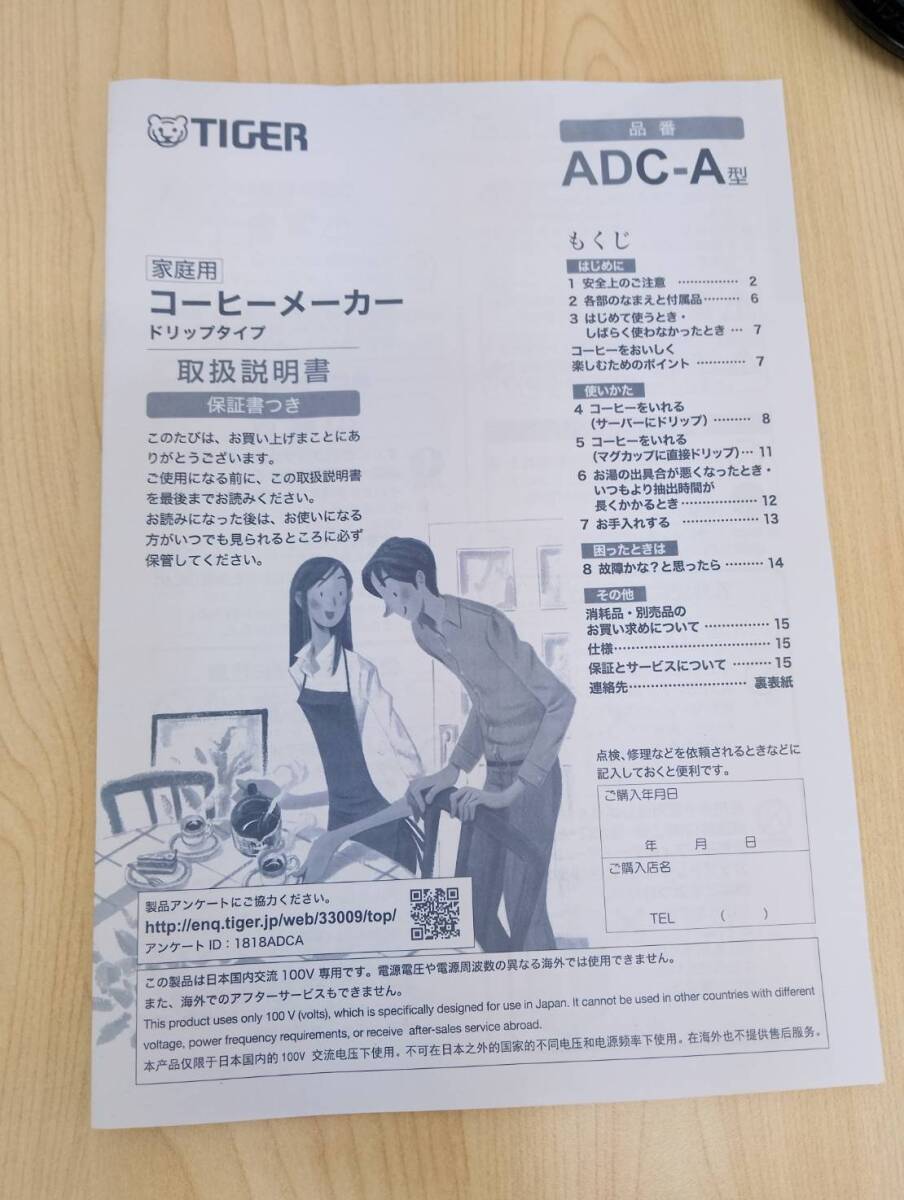 TIGER
品番
ADC-A型
家庭用
コーヒーメーカー
ドリップタイプ
取扱説明書
保証書つき
このたびは、お買い上げまことにあ
りがとうございます。
ご使用になる前に、この取扱説明書
を最後までお読みください。
お読みになった後は、お使いになる
方がいつでも見られるところに必ず
保管してください。
もくじ
はじめに
1 安全上のご注意 …………… 2
2 各部のなまえと付属品……… 6
3 はじめて使うとき・
しばらく使わなかったとき … 7
コーヒーをおいしく
楽しむためのポイント ………… 7
使いかた
4 コーヒーをいれる
(サーバーにドリップ) ……… 8
5 コーヒーをいれる
(マグカップに直接ドリップ)… 11
6 お湯の出具合が悪くなったとき・
いつもより抽出時間が
長くかかるとき……………… 12
7 お手入れする ……………… 13
困ったときは
8 故障かな?と思ったら ……… 14
その他
消耗品・別売品の
お買い求めについて …………… 15
仕様………………………………… 15
保証とサービスについて ……… 15
連絡先………………………… 裏表紙
点検、修理などを依頼されるときなどに
記入しておくと便利です。
ご購入年月日
年 月 日
ご購入店名
TEL ( )
製品アンケートにご協力ください。
http://enq.tiger.jp/web/33009/top/
アンケート ID:1818ADCA
この製品は日本国内交流 100V 専用です。電源電圧や電源周波数の異なる海外では使用できません。
また、海外でのアフターサービスもできません。
This product uses only 100 V (volts), which is specifically designed for use in Japan. It cannot be used in other countries with different
voltage, power frequency requirements, or receive after-sales service abroad.
本产品仅限于日本国内的100V 交流电压下使用。不可在日本之外的国家的不同电压和电源频率下使用。在海外也不提供售后服务。